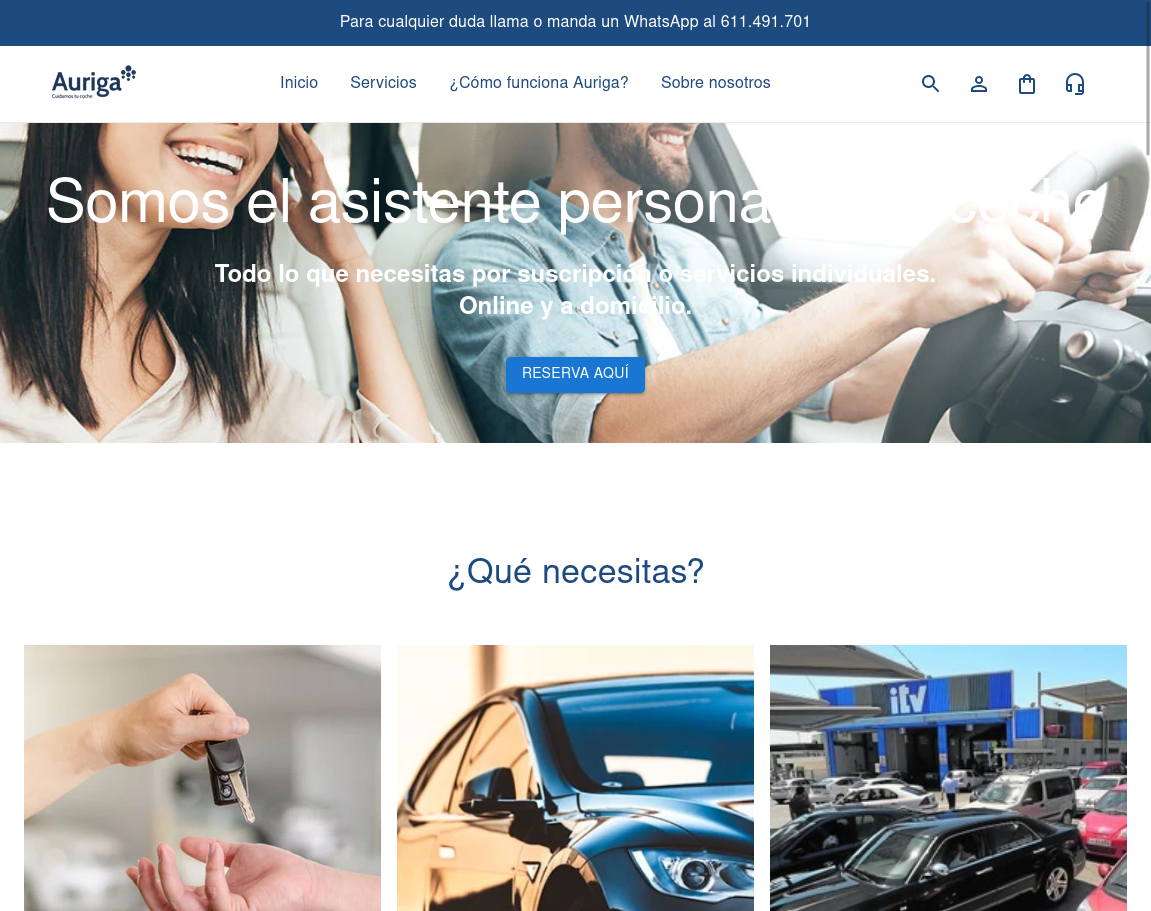 Para cualquier duda llama o manda un WhatsApp al 611.491.701
Auriga
Cuidamos tu coche
Inicio
Servicios
¿Cómo funciona Auriga?
Sobre nosotros
Somos el asistente personal coche
Todo lo que necesitas por suscripción o servicios individuales.
Online y a domicilio.
RESERVA AQUÍ
¿Qué necesitas?
itv